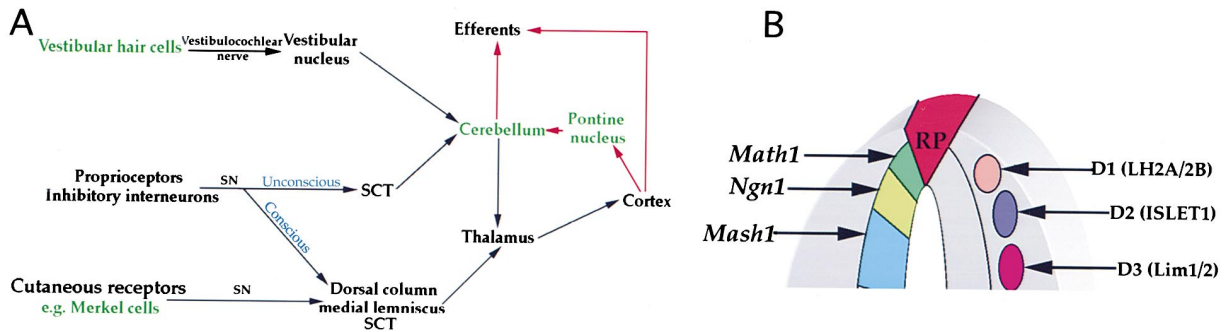 A
Vestibular hair cells
Vestibulocochlear
nerve
Vestibular
nucleus
Efferents
Cerebellum
Pontine
nucleus
Proprioceptors
Inhibitory interneurons
SN
Unconscious
SCT
Conscious
Cortex
Thalamus
Cutaneous receptors
e.g. Merkel cells
SN
Dorsal column
medial lemniscus
SCT
B
RP
Math1
Ngn1
Mash1
D1 (LH2A/2B)
D2 (ISLET1)
D3 (Lim1/2)